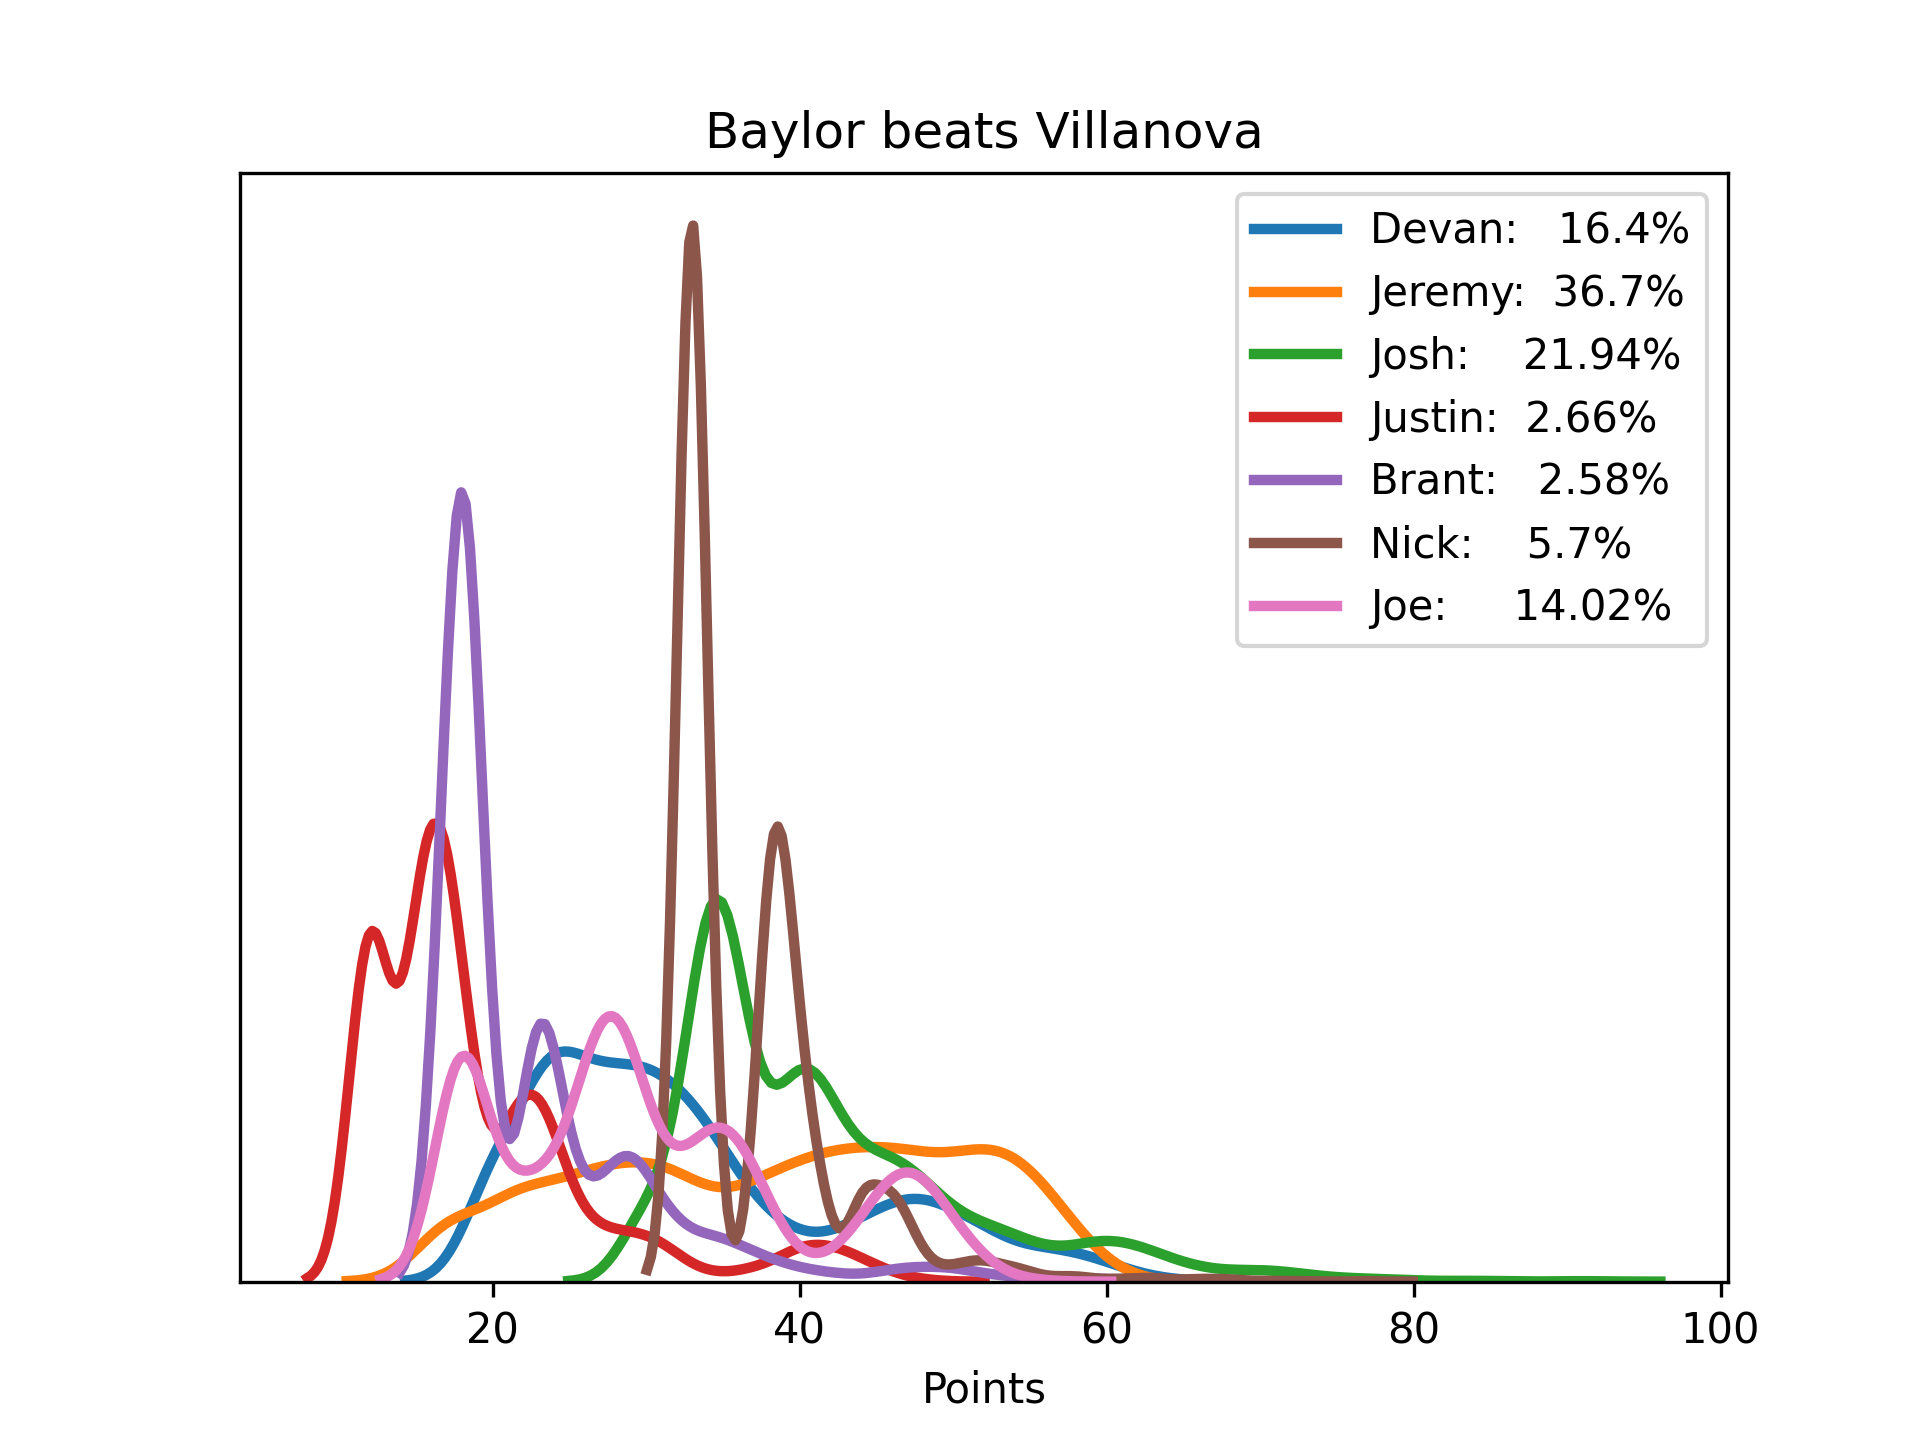 Baylor beats Villanova
Devan: 16.4%
Jeremy: 36.7%
Josh: 21.94%
Justin: 2.66%
Brant: 2.58%
Nick: 5.7%
Joe: 14.02%
20 40 60 80 100
Points